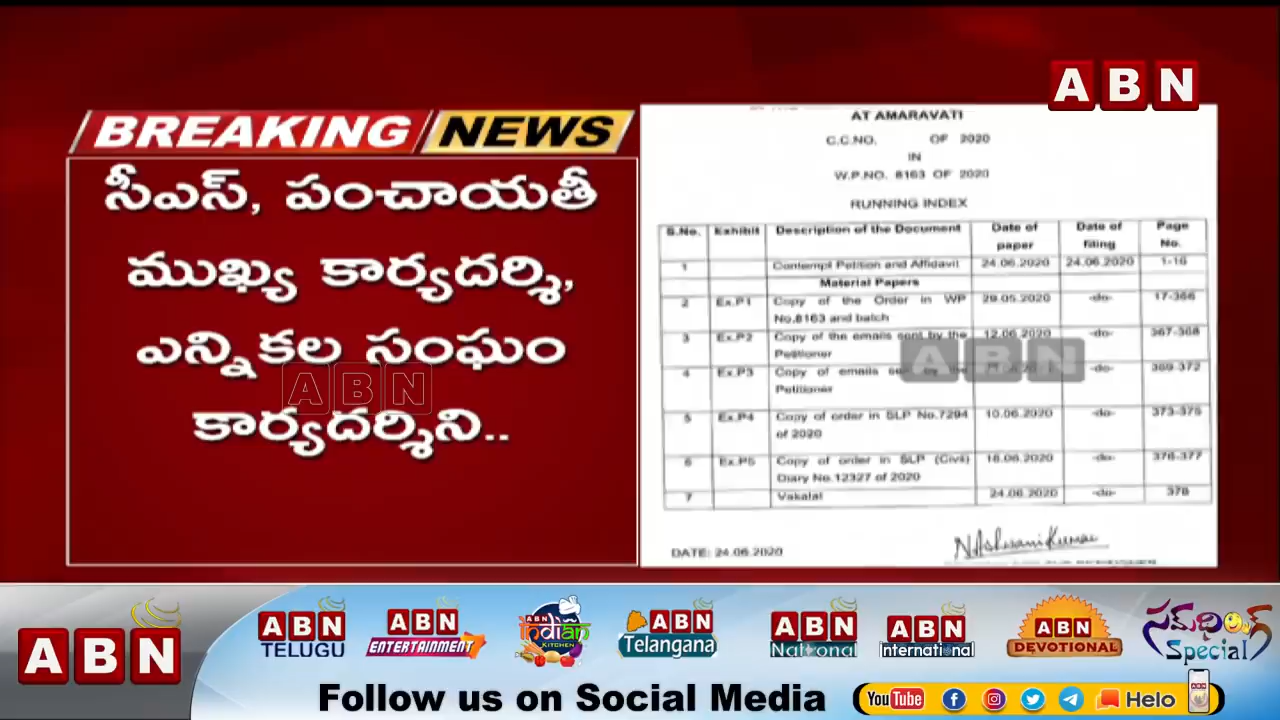 ABN
BREAKING NEWS
సీఎస్, పంచాయతీ
ముఖ్య కార్యదర్శి,
ఎన్నికల సంఘం
కార్యదర్శిని..
AT AMARAVATI
C.C.NO. OF 2020
IN
W.P.NO. 8163 OF 2020
RUNNING INDEX
S.No. Exhibit Description of the Document Date of paper Date of filing Page No.
1 Contempt Petition and Affidavit 24.06.2020 24.06.2020 1-16
Material Papers
2 Ex.P1 Copy of the Order in WP 29.05.2020 -do- 17-366
No.8163 and batch
3 Ex.P2 Copy of the emails sent by the 12.06.2020 -do- 367-368
Petitioner
4 Ex.P3 Copy of emails sent by the -do- 369-372
Petitioner
5 Ex.P4 Copy of order in SLP No.7294 10.06.2020 -do- 373-375
of 2020
6 Ex.P5 Copy of order in SLP (Civil) 18.06.2020 -do- 376-377
Diary No.12327 of 2020
7 Vakalat 24.06.2020 -do- 378
DATE: 24.06.2020
N Ashwani Kumar
ABN
ABN
ABN
ABN TELUGU
ABN ENTERTAINMENT
ABN Indian KITCHEN
ABN Telangana
ABN National
ABN International
ABN DEVOTIONAL
సమ్‌థింగ్ Special
Follow us on Social Media
YouTube Helo